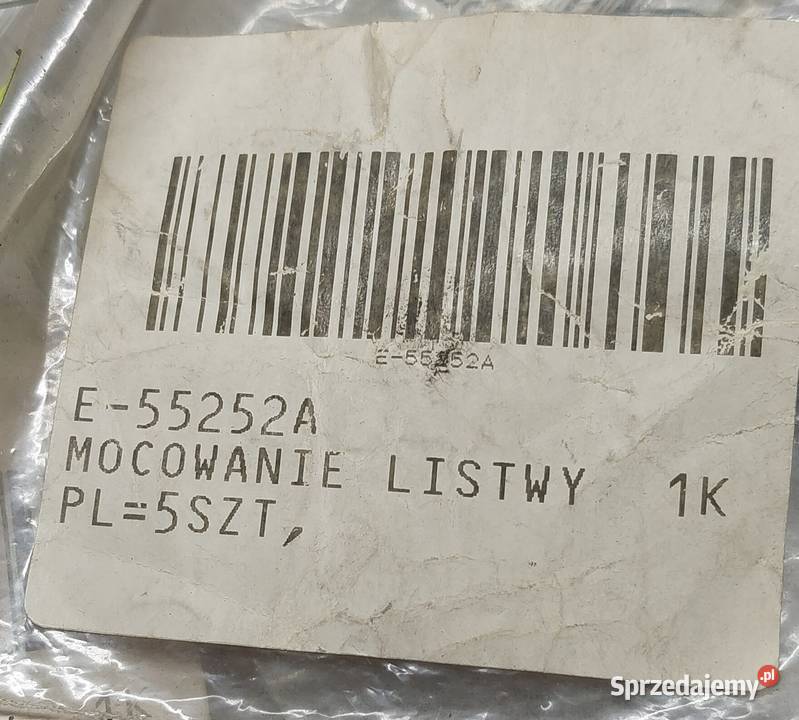 E-55252A
E-55252A
MOCOWANIE LISTWY 1K
PL=5SZT,
Sprzedajemy.pl